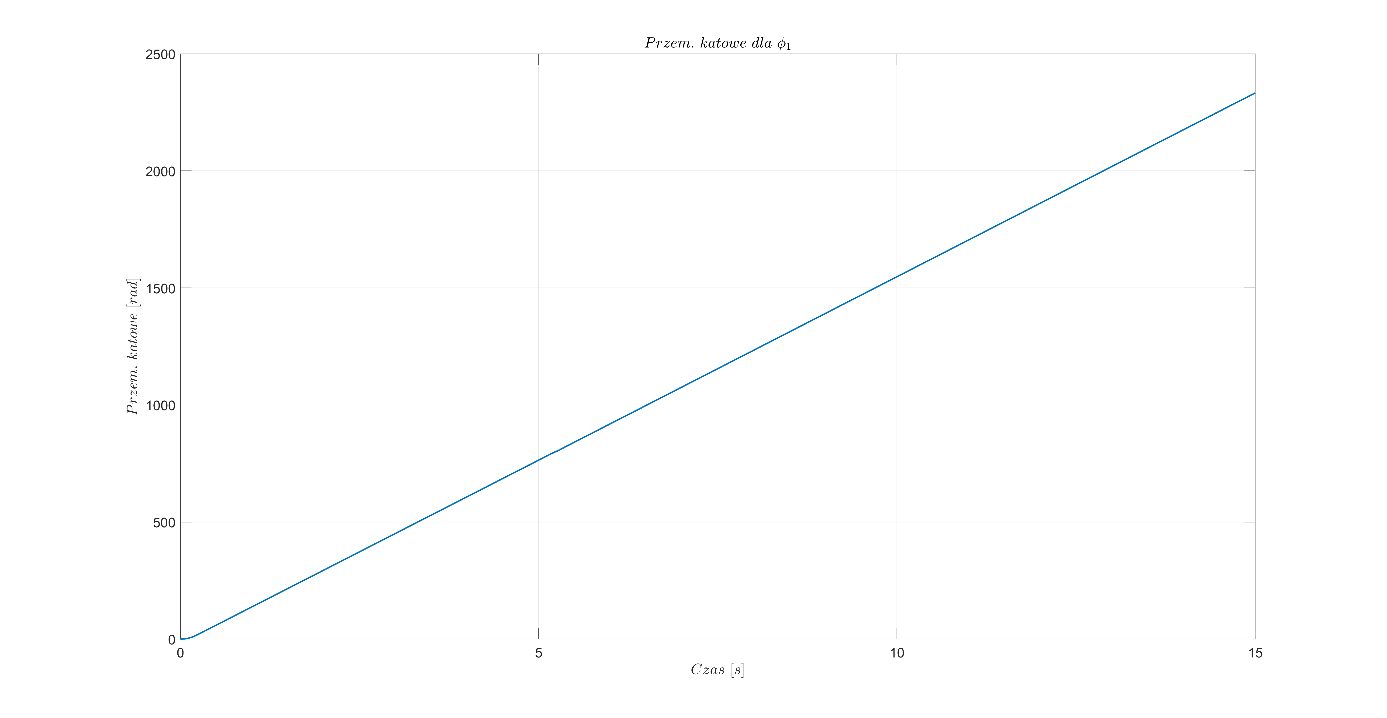 Przem. katowe dla ϕ₁
2500
2000
1500
1000
500
0
Przem. katowe [rad]
0 5 10 15
Czas [s]